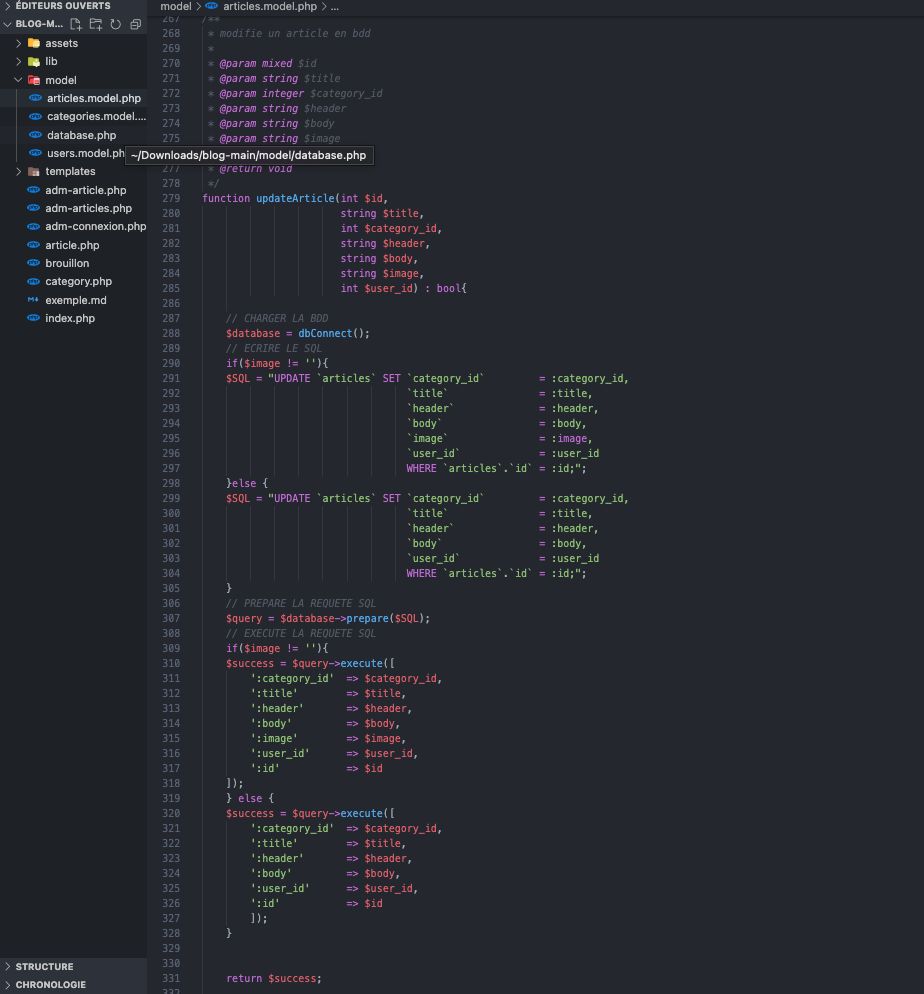 ÉDITEURS OUVERTS
BLOG-M...
assets
lib
model
articles.model.php
categories.model....
database.php
users.model.ph
templates
adm-article.php
adm-articles.php
adm-connexion.php
article.php
brouillon
category.php
exemple.md
index.php
STRUCTURE
CHRONOLOGIE
model > articles.model.php > ...
~/Downloads/blog-main/model/database.php
267 /**
268 * modifie un article en bdd
269 *
270 * @param mixed $id
271 * @param string $title
272 * @param integer $category_id
273 * @param string $header
274 * @param string $body
275 * @param string $image
277 * @return void
278 */
279 function updateArticle(int $id,
280 string $title,
281 int $category_id,
282 string $header,
283 string $body,
284 string $image,
285 int $user_id) : bool{
286
287 // CHARGER LA BDD
288 $database = dbConnect();
289 // ECRIRE LE SQL
290 if($image != ''){
291 $SQL = "UPDATE `articles` SET `category_id` = :category_id,
292 `title` = :title,
293 `header` = :header,
294 `body` = :body,
295 `image` = :image,
296 `user_id` = :user_id
297 WHERE `articles`.`id` = :id;";
298 }else {
299 $SQL = "UPDATE `articles` SET `category_id` = :category_id,
300 `title` = :title,
301 `header` = :header,
302 `body` = :body,
303 `user_id` = :user_id
304 WHERE `articles`.`id` = :id;";
305 }
306 // PREPARE LA REQUETE SQL
307 $query = $database->prepare($SQL);
308 // EXECUTE LA REQUETE SQL
309 if($image != ''){
310 $success = $query->execute([
311 ':category_id' => $category_id,
312 ':title' => $title,
313 ':header' => $header,
314 ':body' => $body,
315 ':image' => $image,
316 ':user_id' => $user_id,
317 ':id' => $id
318 ]);
319 } else {
320 $success = $query->execute([
321 ':category_id' => $category_id,
322 ':title' => $title,
323 ':header' => $header,
324 ':body' => $body,
325 ':user_id' => $user_id,
326 ':id' => $id
327 ]);
328 }
329
330
331 return $success;
332